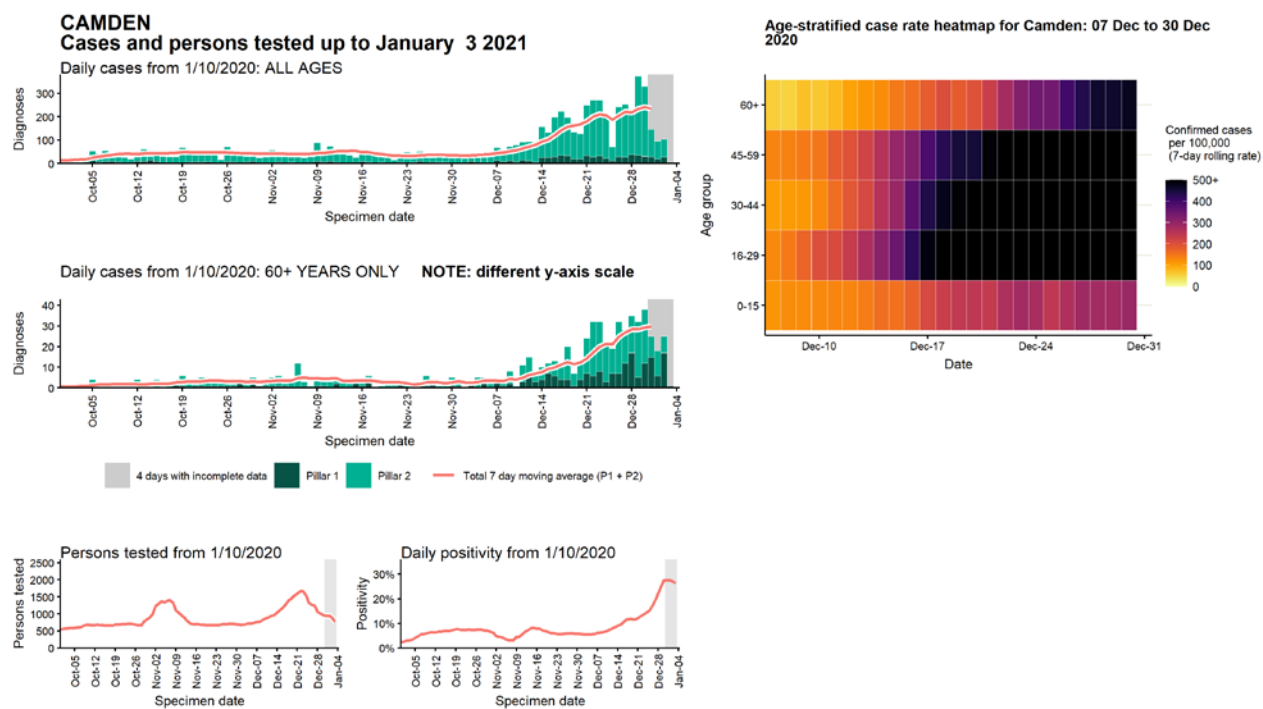 CAMDEN
Cases and persons tested up to January 3 2021
Daily cases from 1/10/2020: ALL AGES
Diagnoses
300
200
100
0
Oct-05
Oct-12
Oct-19
Oct-26
Nov-02
Nov-09
Nov-16
Nov-23
Nov-30
Dec-07
Dec-14
Dec-21
Dec-28
Jan-04
Specimen date
Daily cases from 1/10/2020: 60+ YEARS ONLY NOTE: different y-axis scale
Diagnoses
40
30
20
10
0
Oct-05
Oct-12
Oct-19
Oct-26
Nov-02
Nov-09
Nov-16
Nov-23
Nov-30
Dec-07
Dec-14
Dec-21
Dec-28
Jan-04
Specimen date
4 days with incomplete data Pillar 1 Pillar 2 Total 7 day moving average (P1 + P2)
Persons tested from 1/10/2020
Persons tested
2500
2000
1500
1000
500
0
Oct-05
Oct-12
Oct-19
Oct-26
Nov-02
Nov-09
Nov-16
Nov-23
Nov-30
Dec-07
Dec-14
Dec-21
Dec-28
Jan-04
Specimen date
Daily positivity from 1/10/2020
Positivity
30%
20%
10%
0%
Oct-05
Oct-12
Oct-19
Oct-26
Nov-02
Nov-09
Nov-16
Nov-23
Nov-30
Dec-07
Dec-14
Dec-21
Dec-28
Jan-04
Specimen date
Age-stratified case rate heatmap for Camden: 07 Dec to 30 Dec
2020
Age group
60+
45-59
30-44
16-29
0-15
Dec-10
Dec-17
Dec-24
Dec-31
Date
Confirmed cases
per 100,000
(7-day rolling rate)
500+
400
300
200
100
0